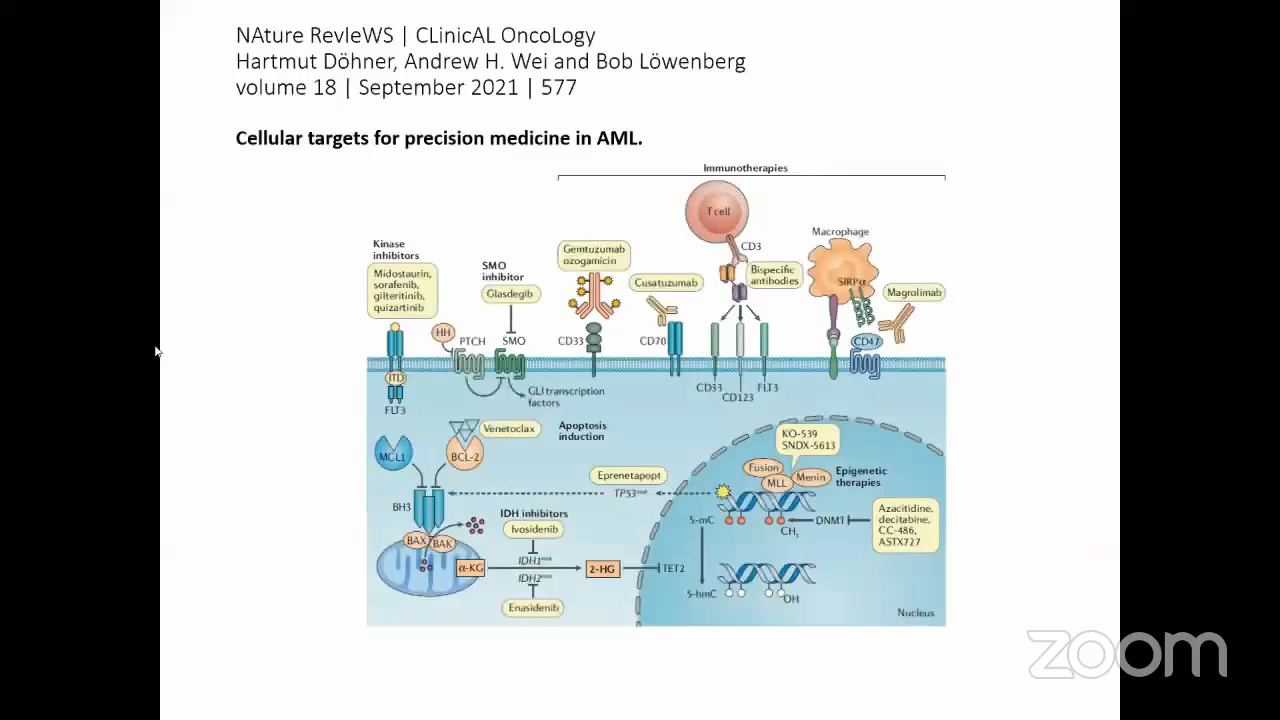 NAture RevIeWS | CLinicAL OncoLogy
Hartmut Döhner, Andrew H. Wei and Bob Löwenberg
volume 18 | September 2021 | 577
Cellular targets for precision medicine in AML.
Immunotherapies
T cell
CD3
Macrophage
SIRPα
Kinase
inhibitors
Midostaurin,
sorafenib,
gilteritinib,
quizartinib
SMO
inhibitor
Glasdegib
Gemtuzumab
ozogamicin
Cusatuzumab
Bispecific
antibodies
Magrolimab
HH
PTCH
SMO
CD33
CD70
CD47
ITD
FLT3
GLI transcription
factors
CD33
CD123
FLT3
Venetoclax
Apoptosis
induction
MCL1
BCL-2
KO-539
SNDX-5613
Fusion
MLL
Menin
Epigenetic
therapies
Eprenetapopt
TP53mut
BH3
BAX
BAK
IDH inhibitors
Ivosidenib
5-mC
CH3
DNMT
Azacitidine,
decitabine,
CC-486,
ASTX727
α-KG
IDH1mut
IDH2mut
2-HG
TET2
Enasidenib
5-hmC
OH
Nucleus
zoom